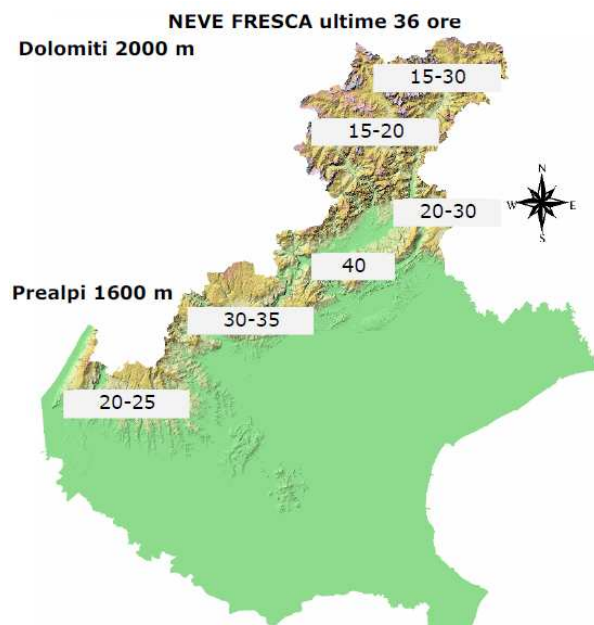 NEVE FRESCA ultime 36 ore
Dolomiti 2000 m
15-30
15-20
N
W E
S
20-30
40
Prealpi 1600 m
30-35
20-25